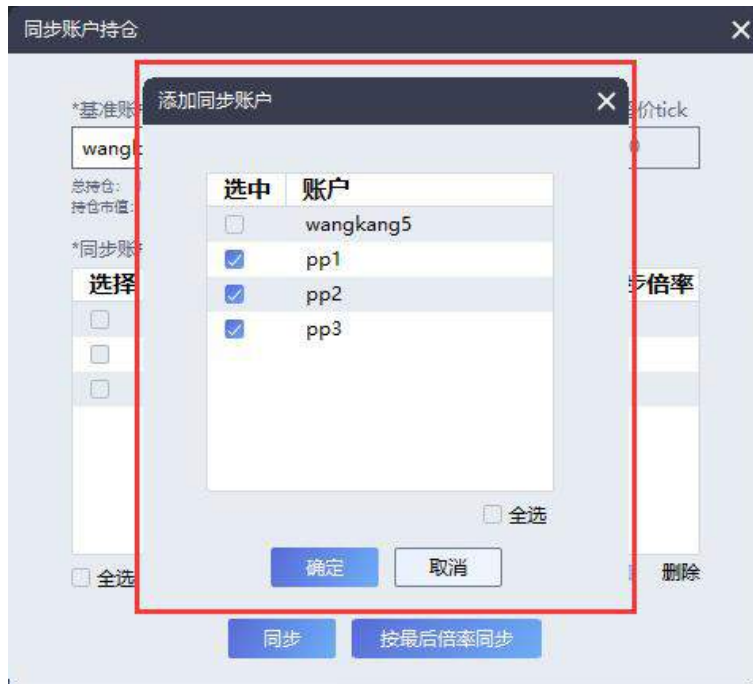 同步账户持仓
添加同步账户
*基准账
价tick
wangk
总持仓：
持仓市值：
*同步账
选中 账户
wangkang5
pp1
pp2
pp3
选择
倍率
全选
确定 取消
全选
删除
同步 按最后倍率同步